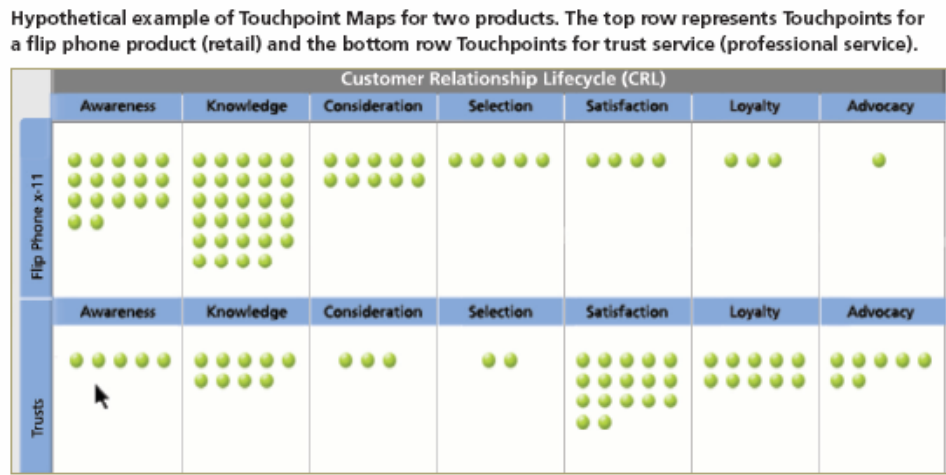 Hypothetical example of Touchpoint Maps for two products. The top row represents Touchpoints for
a flip phone product (retail) and the bottom row Touchpoints for trust service (professional service).
Customer Relationship Lifecycle (CRL)
Awareness Knowledge Consideration Selection Satisfaction Loyalty Advocacy
Flip Phone x-11
Awareness Knowledge Consideration Selection Satisfaction Loyalty Advocacy
Trusts